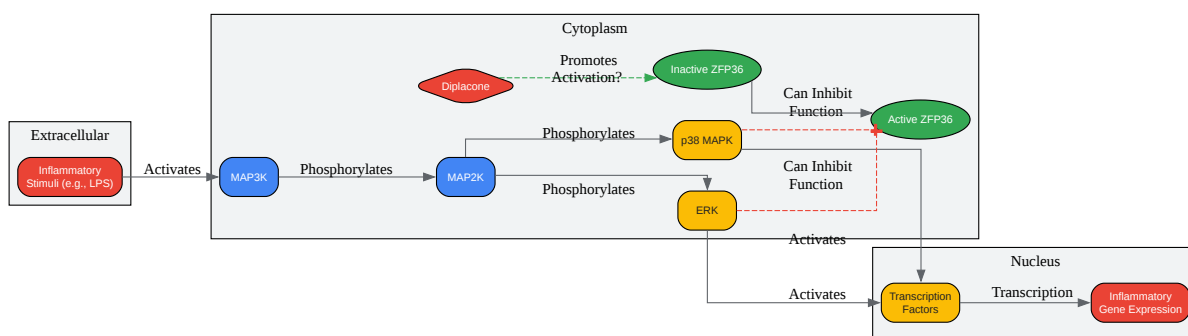 Cytoplasm
Promotes
Activation?
Inactive ZFP36
Diplacone
Can Inhibit
Function
Active ZFP36
Extracellular
Inflammatory
Stimuli (e.g., LPS)
Activates
MAP3K
Phosphorylates
MAP2K
Phosphorylates
p38 MAPK
Phosphorylates
ERK
Can Inhibit
Function
Activates
Activates
Nucleus
Transcription
Factors
Transcription
Inflammatory
Gene Expression